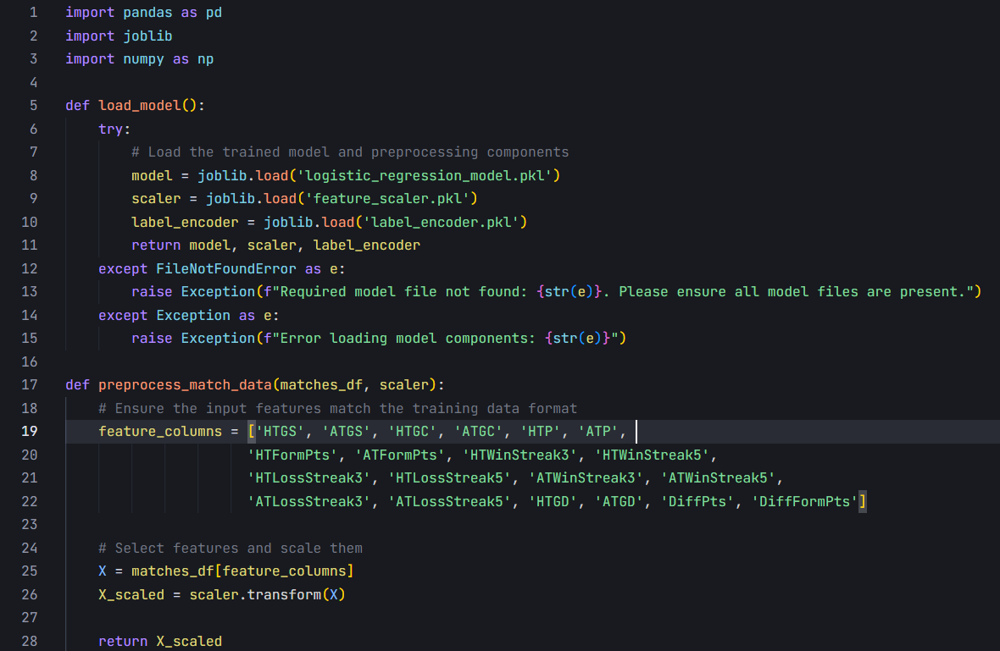 1 import pandas as pd
2 import joblib
3 import numpy as np
4
5 def load_model():
6     try:
7         # Load the trained model and preprocessing components
8         model = joblib.load('logistic_regression_model.pkl')
9         scaler = joblib.load('feature_scaler.pkl')
10         label_encoder = joblib.load('label_encoder.pkl')
11         return model, scaler, label_encoder
12     except FileNotFoundError as e:
13         raise Exception(f"Required model file not found: {str(e)}. Please ensure all model files are present.")
14     except Exception as e:
15         raise Exception(f"Error loading model components: {str(e)}")
16
17 def preprocess_match_data(matches_df, scaler):
18     # Ensure the input features match the training data format
19     feature_columns = ['HTGS', 'ATGS', 'HTGC', 'ATGC', 'HTP', 'ATP',
20                       'HTFormPts', 'ATFormPts', 'HTWinStreak3', 'HTWinStreak5',
21                       'HTLossStreak3', 'HTLossStreak5', 'ATWinStreak3', 'ATWinStreak5',
22                       'ATLossStreak3', 'ATLossStreak5', 'HTGD', 'ATGD', 'DiffPts', 'DiffFormPts']
23
24     # Select features and scale them
25     X = matches_df[feature_columns]
26     X_scaled = scaler.transform(X)
27
28     return X_scaled